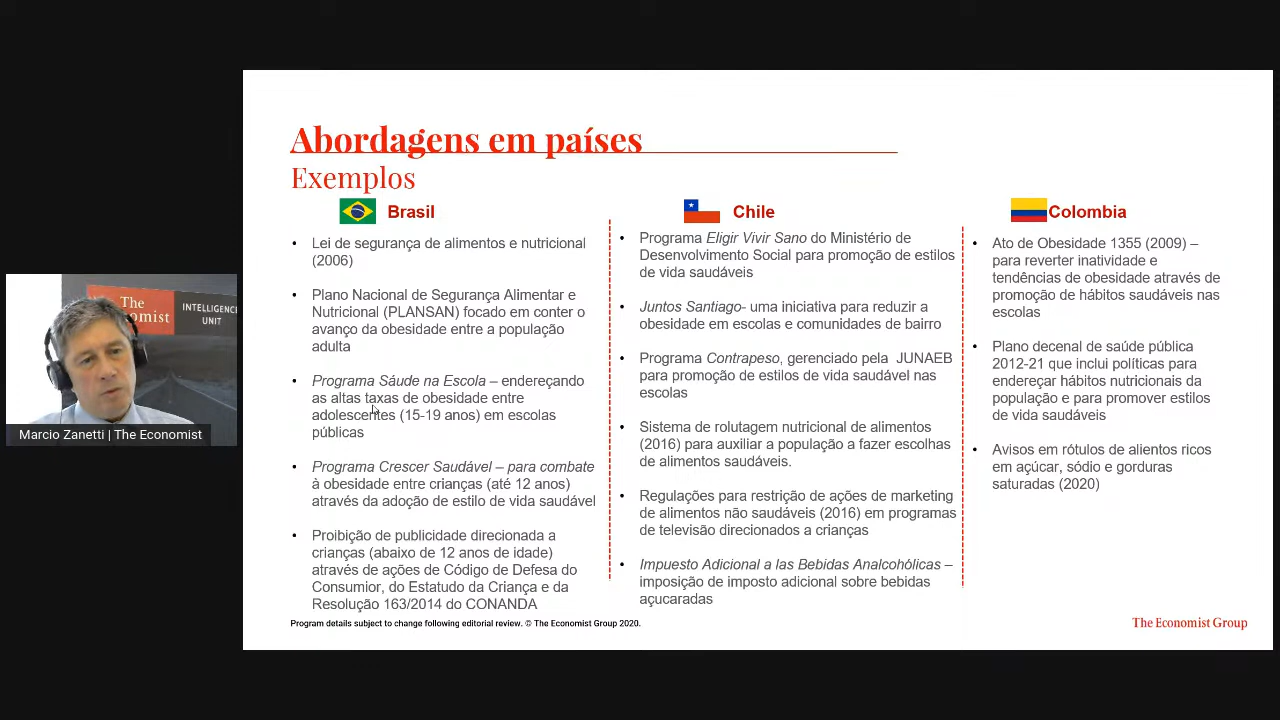 Abordagens em países
Exemplos
Brasil
• Lei de segurança de alimentos e nutricional
(2006)
• Plano Nacional de Segurança Alimentar e
Nutricional (PLANSAN) focado em conter o
avanço da obesidade entre a população
adulta
• Programa Sáude na Escola – endereçando
as altas taxas de obesidade entre
adolescentes (15-19 anos) em escolas
públicas
• Programa Crescer Saudável – para combate
à obesidade entre crianças (até 12 anos)
através da adoção de estilo de vida saudável
• Proibição de publicidade direcionada a
crianças (abaixo de 12 anos de idade)
através de ações de Código de Defesa do
Consumior, do Estatudo da Criança e da
Resolução 163/2014 do CONANDA
Chile
• Programa Eligir Vivir Sano do Ministério de
Desenvolvimento Social para promoção de estilos
de vida saudáveis
• Juntos Santiago- uma iniciativa para reduzir a
obesidade em escolas e comunidades de bairro
• Programa Contrapeso, gerenciado pela JUNAEB
para promoção de estilos de vida saudável nas
escolas
• Sistema de rolutagem nutricional de alimentos
(2016) para auxiliar a população a fazer escolhas
de alimentos saudáveis.
• Regulações para restrição de ações de marketing
de alimentos não saudáveis (2016) em programas
de televisão direcionados a crianças
• Impuesto Adicional a las Bebidas Analcohólicas –
imposição de imposto adicional sobre bebidas
açucaradas
Colombia
• Ato de Obesidade 1355 (2009) –
para reverter inatividade e
tendências de obesidade através de
promoção de hábitos saudáveis nas
escolas
• Plano decenal de saúde pública
2012-21 que inclui políticas para
endereçar hábitos nutricionais da
população e para promover estilos
de vida saudáveis
• Avisos em rótulos de alientos ricos
em açúcar, sódio e gorduras
saturadas (2020)
Program details subject to change following editorial review. © The Economist Group 2020.
The Economist Group
The
INTELLIGENCE
UNIT
Marcio Zanetti | The Economist